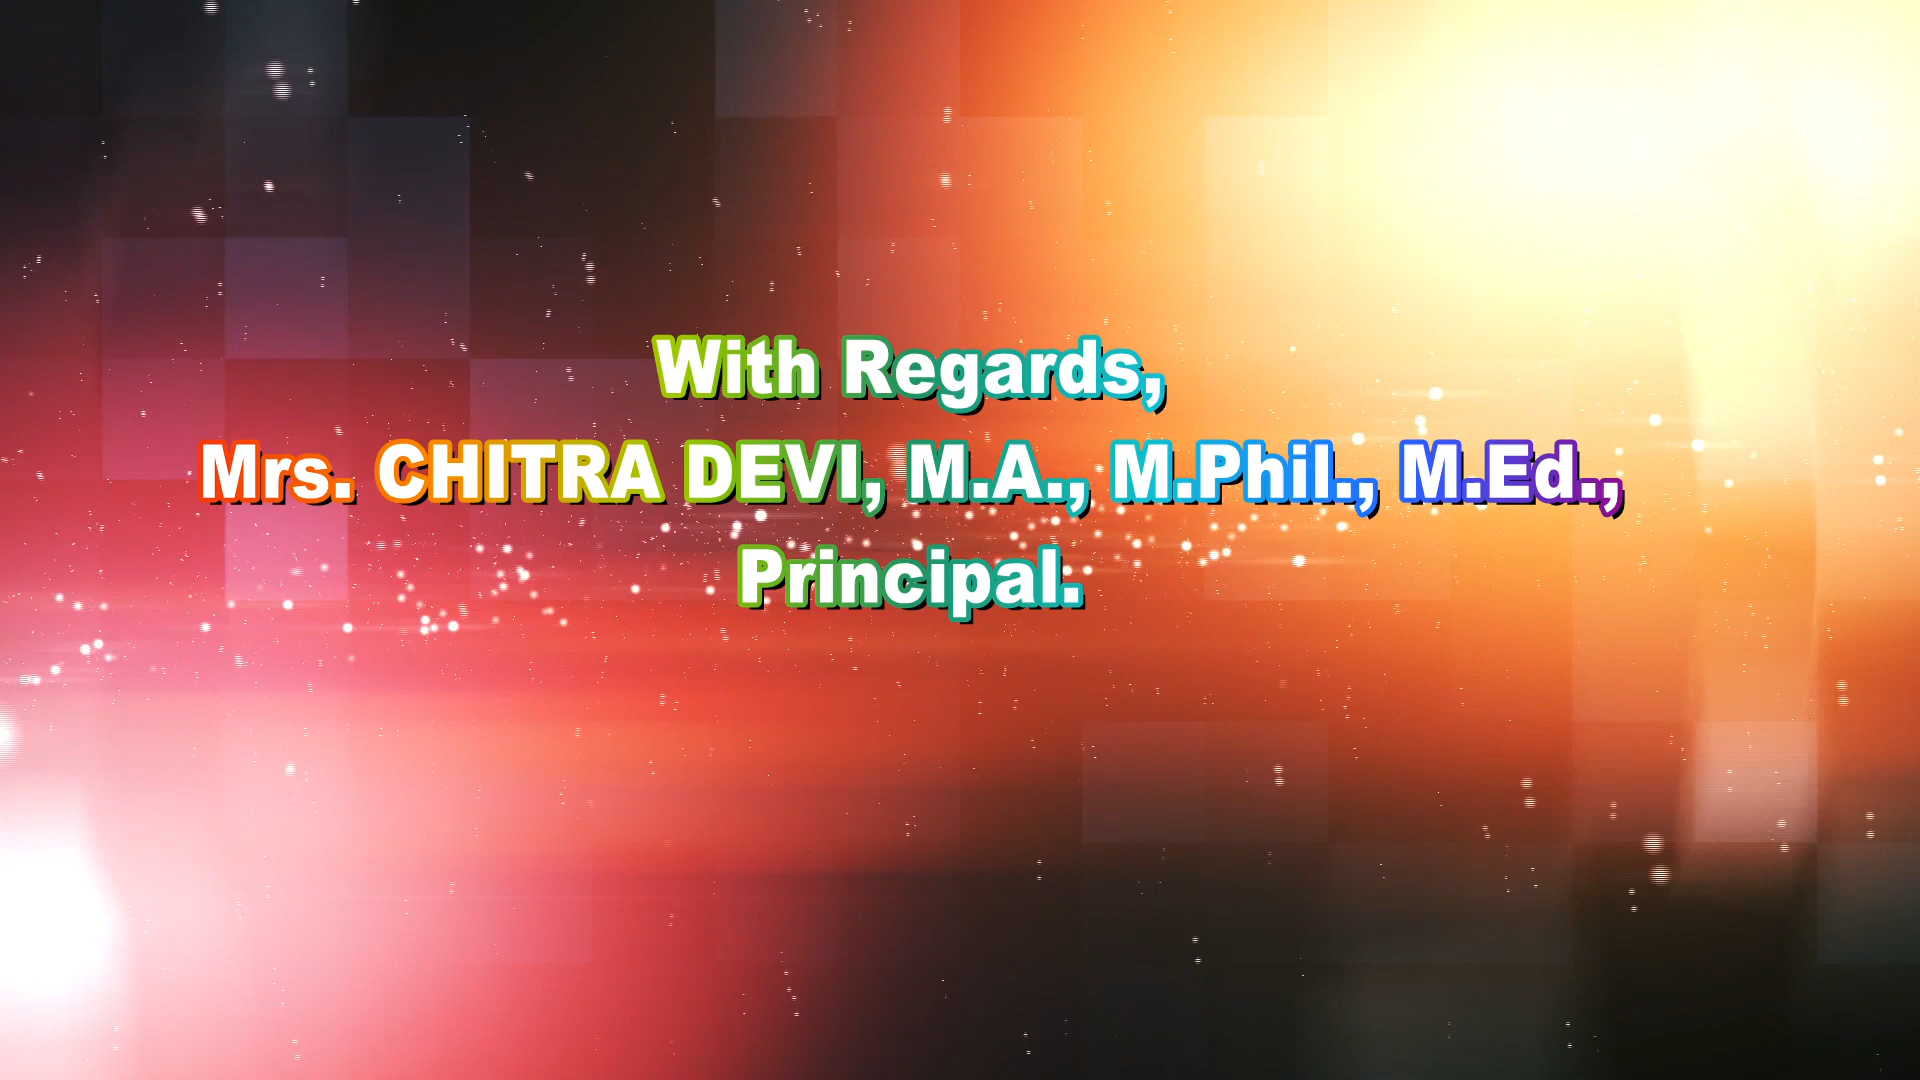 With Regards,
Mrs. CHITRA DEVI, M.A., M.Phil., M.Ed.,
Principal.